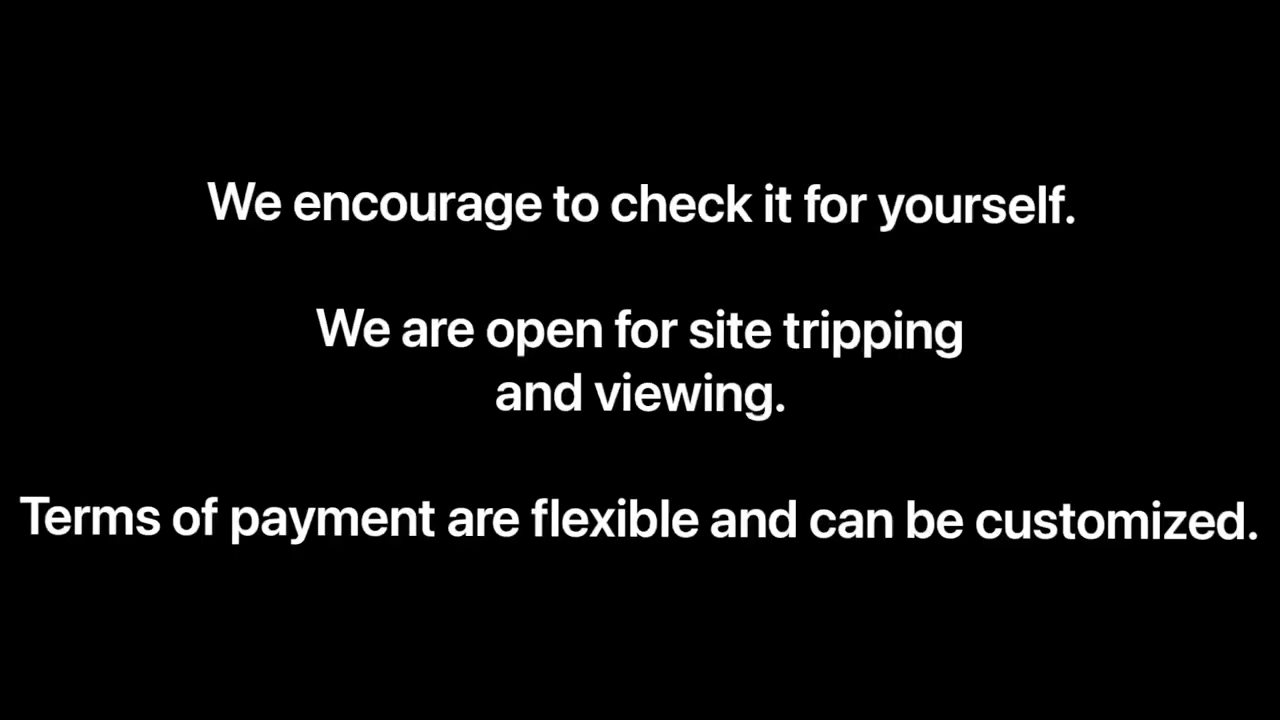 We encourage to check it for yourself.
We are open for site tripping
and viewing.
Terms of payment are flexible and can be customized.